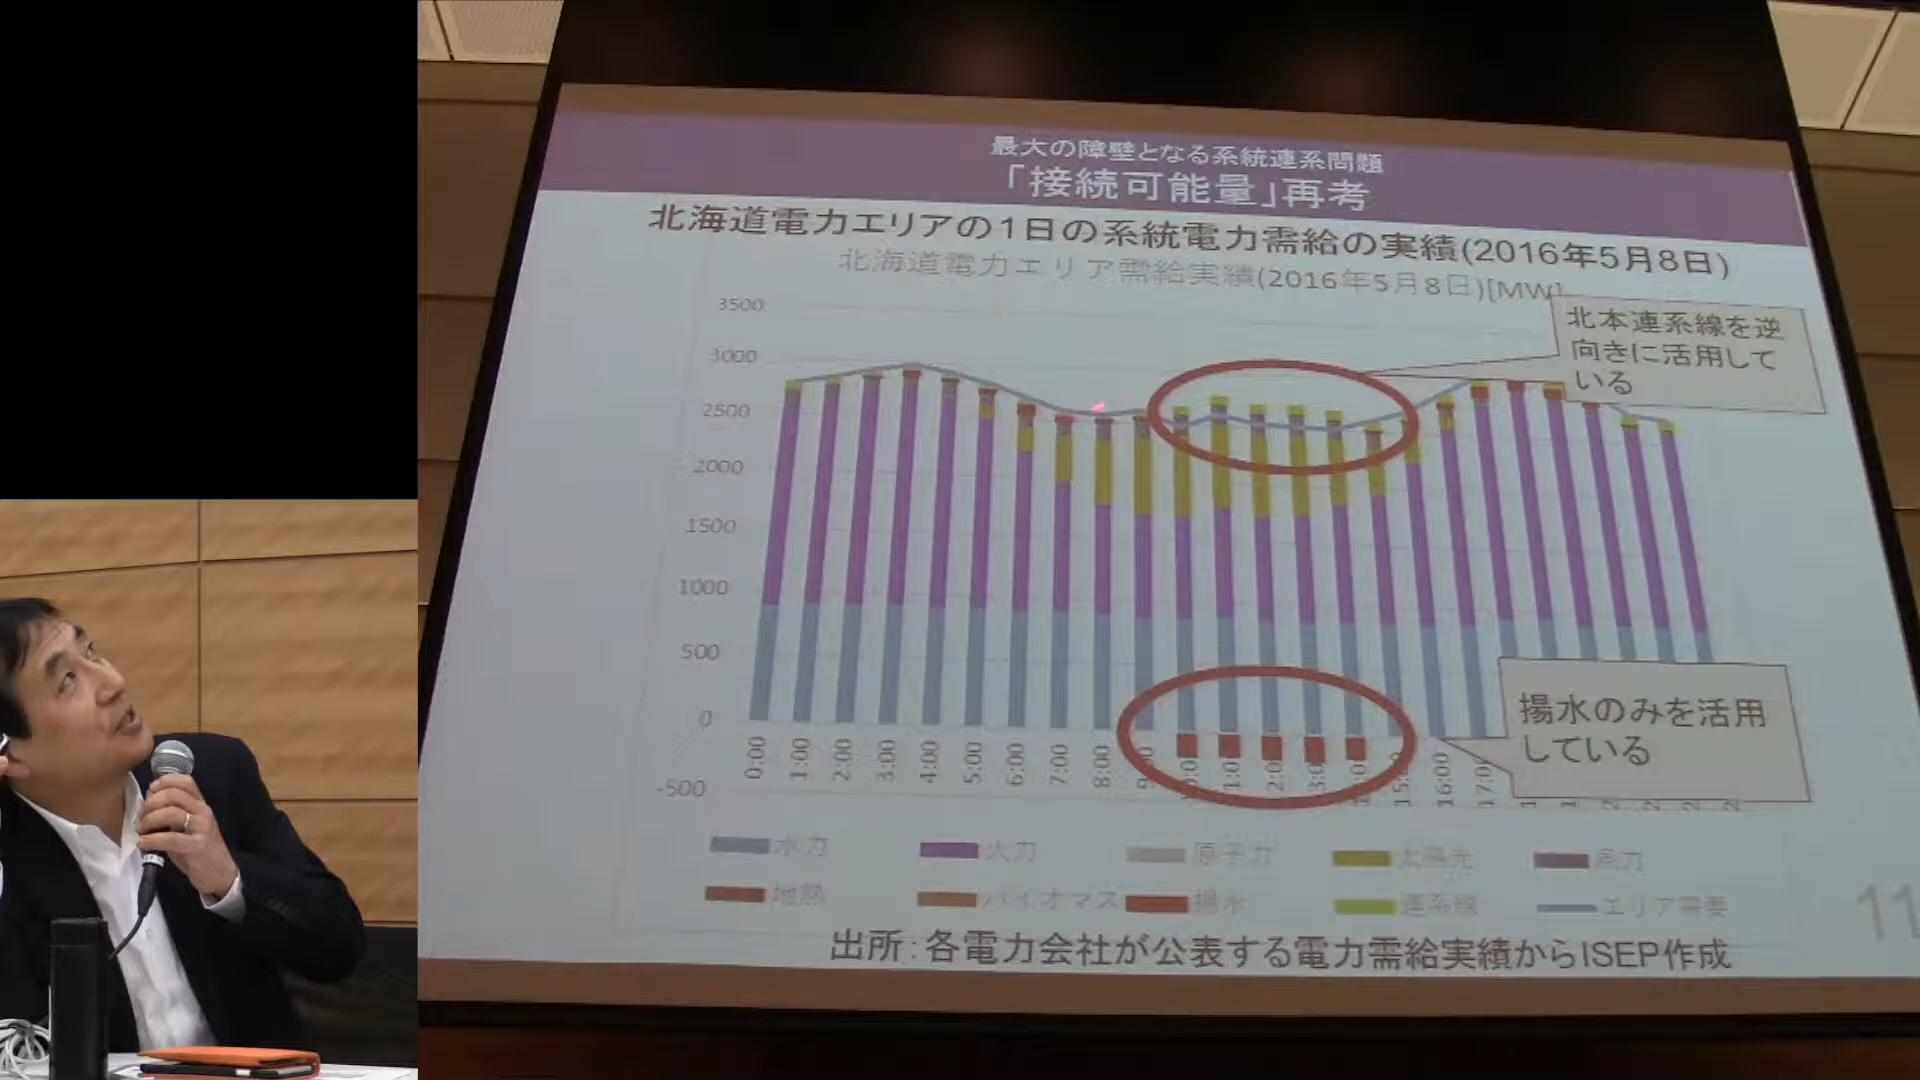 最大の障壁となる系統連系問題
「接続可能量」再考
北海道電力エリアの1日の系統電力需給の実績(2016年5月8日)
北海道電力エリア需給実績(2016年5月8日)[MW]
北本連系線を逆
向きに活用して
いる
3500
3000
2500
2000
1500
1000
500
0
-500
揚水のみを活用
している
0:00 1:00 2:00 3:00 4:00 5:00 6:00 7:00 8:00 16:00
水力 火力 原子力 太陽光 風力
地熱 バイオマス 揚水 連系線 エリア需要
11
出所:各電力会社が公表する電力需給実績からISEP作成